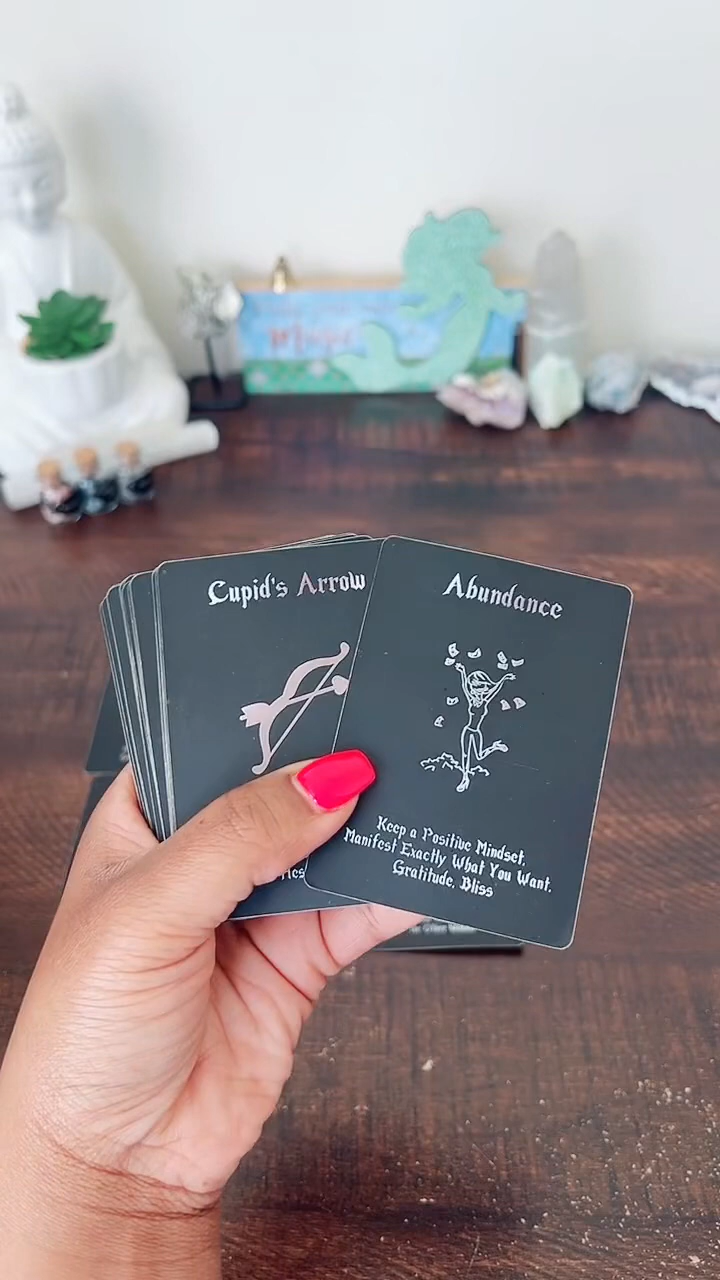 Cupid's Arrow
Abundance
Keep a Positive Mindset,
Manifest Exactly What You Want,
Gratitude, Bliss